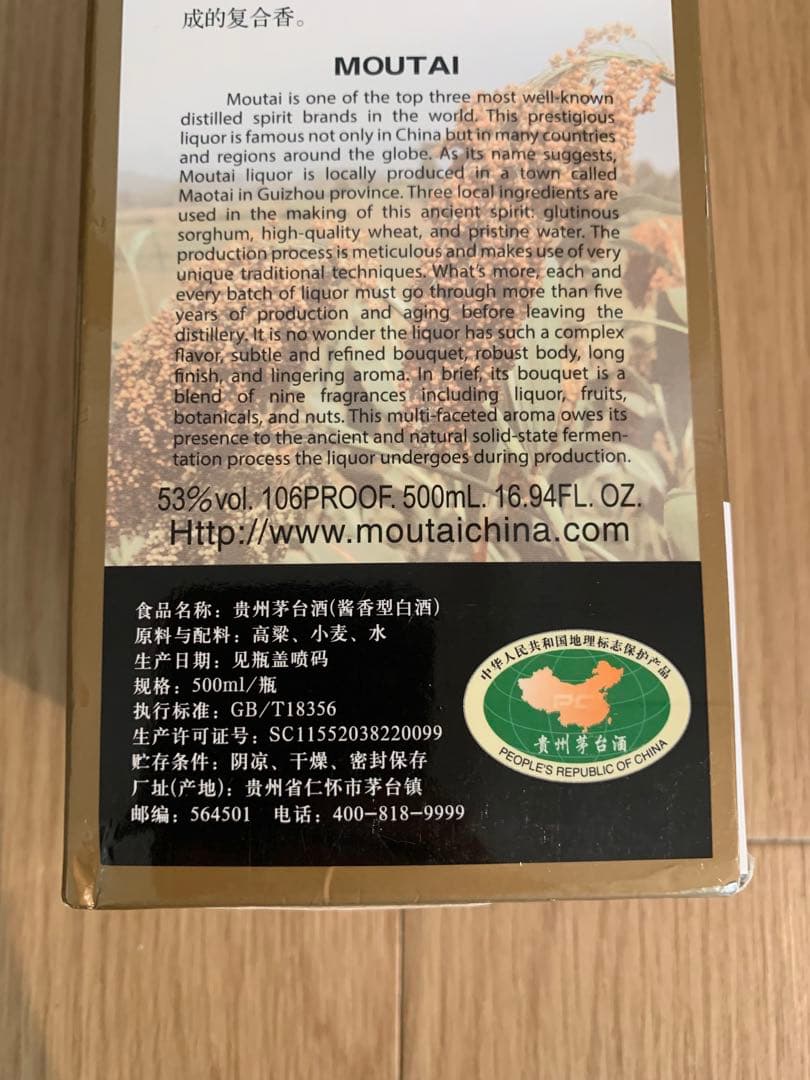 成的复合香。
MOUTAI
Moutai is one of the top three most well-known
distilled spirit brands in the world. This prestigious
liquor is famous not only in China but in many countries
and regions around the globe. As its name suggests,
Moutai liquor is locally produced in a town called
Maotai in Guizhou province. Three local ingredients are
used in the making of this ancient spirit: glutinous
sorghum, high-quality wheat, and pristine water. The
production process is meticulous and makes use of very
unique traditional techniques. What's more, each and
every batch of liquor must go through more than five
years of production and aging before leaving the
distillery. It is no wonder the liquor has such a complex
flavor, subtle and refined bouquet, robust body, long
finish, and lingering aroma. In brief, its bouquet is a
blend of nine fragrances including liquor, fruits,
botanicals, and nuts. This multi-faceted aroma owes its
presence to the ancient and natural solid-state fermen-
tation process the liquor undergoes during production.
53%vol. 106PROOF. 500mL. 16.94FL. OZ.
Http://www.moutaichina.com
食品名称：贵州茅台酒(酱香型白酒)
原料与配料：高粱、小麦、水
生产日期：见瓶盖喷码
规格：500ml/瓶
执行标准：GB/T18356
生产许可证号：SC11552038220099
贮存条件：阴凉、干燥、密封保存
厂址(产地)：贵州省仁怀市茅台镇
邮编：564501 电话：400-818-9999
中华人民共和国地理标志保护产品
贵州茅台酒
PEOPLE'S REPUBLIC OF CHINA